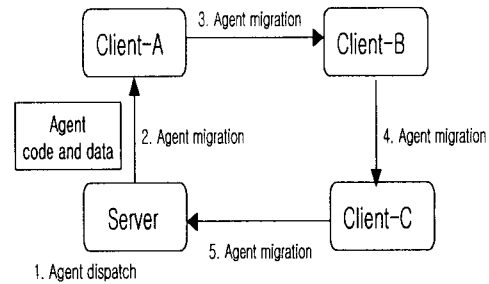 3. Agent migration
Client-A
Client-B
Agent
code and data
2. Agent migration
4. Agent migration
Server
Client-C
5. Agent migration
1. Agent dispatch